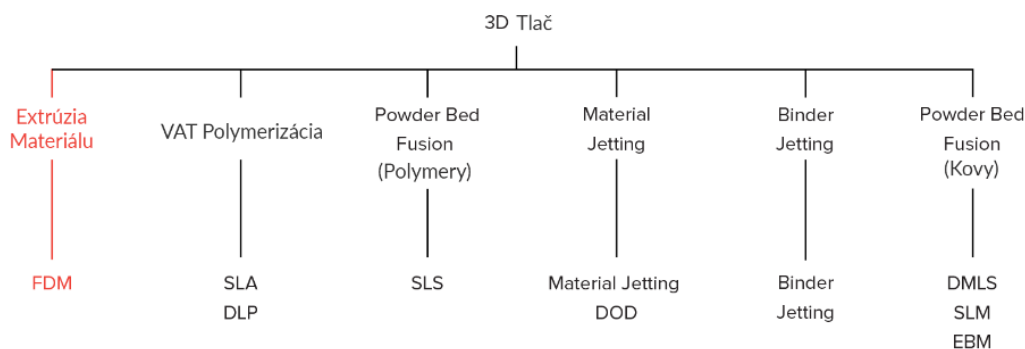 3D Tlač
Extrúzia
Materiálu
VAT Polymerizácia
Powder Bed
Fusion
(Polymery)
Material
Jetting
Binder
Jetting
Powder Bed
Fusion
(Kovy)
FDM
SLA
DLP
SLS
Material Jetting
DOD
Binder
Jetting
DMLS
SLM
EBM